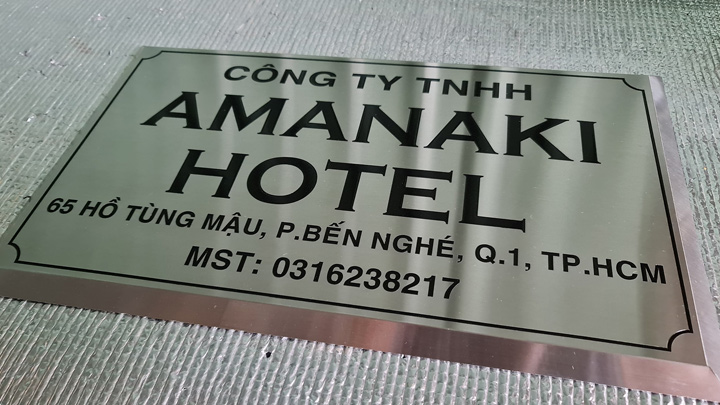 CÔNG TY TNHH
AMANAKI
HOTEL
65 HỒ TÙNG MẬU, P.BẾN NGHÉ, Q.1, TP.HCM
MST: 0316238217